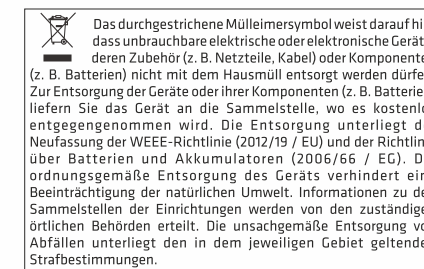 Das durchgestrichene Mülleimersymbol weist darauf hi
dass unbrauchbare elektrische oder elektronische Gerät
deren Zubehör (z. B. Netzteile, Kabel) oder Komponente
(z. B. Batterien) nicht mit dem Hausmüll entsorgt werden dürfe
Zur Entsorgung der Geräte oder ihrer Komponenten (z. B. Batterie
liefern Sie das Gerät an die Sammelstelle, wo es kostenlo
entgegengenommen wird. Die Entsorgung unterliegt d
Neufassung der WEEE-Richtlinie (2012/19 / EU) und der Richtlin
über Batterien und Akkumulatoren (2006/66 / EG). D
ordnungsgemäße Entsorgung des Geräts verhindert ein
Beeinträchtigung der natürlichen Umwelt. Informationen zu de
Sammelstellen der Einrichtungen werden von den zuständige
örtlichen Behörden erteilt. Die unsachgemäße Entsorgung vo
Abfällen unterliegt den in dem jeweiligen Gebiet geltende
Strafbestimmungen.